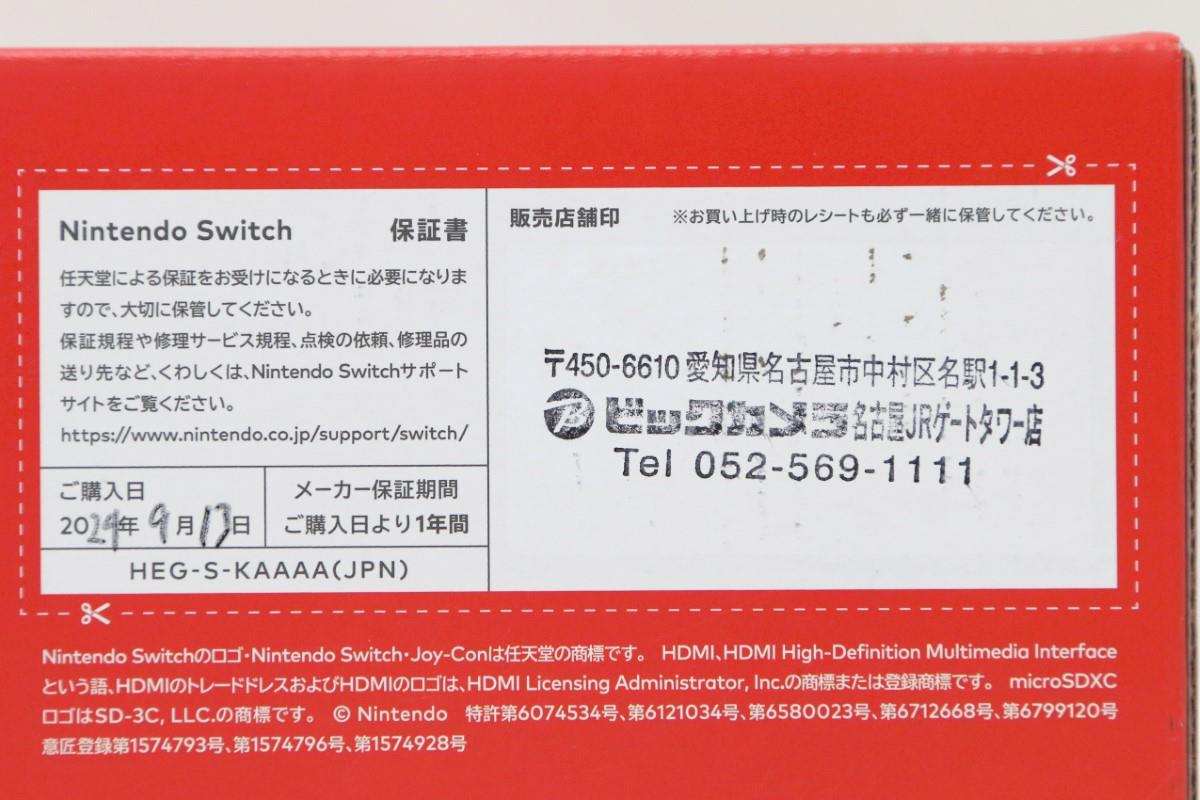 Nintendo Switch 保証書
任天堂による保証をお受けになるときに必要になりま
すので、大切に保管してください。
保証規程や修理サービス規程、点検の依頼、修理品の
送り先など、くわしくは、Nintendo Switchサポート
サイトをご覧ください。
https://www.nintendo.co.jp/support/switch/
ご購入日
2024年 9月 13日
メーカー保証期間
ご購入日より1年間
HEG-S-KAAAA(JPN)
販売店舗印 ※お買い上げ時のレシートも必ず一緒に保管してください。
〒450-6610 愛知県名古屋市中村区名駅1-1-3
ビックカメラ 名古屋JRゲートタワー店
Tel 052-569-1111
Nintendo Switchのロゴ・Nintendo Switch・Joy-Conは任天堂の商標です。 HDMI、HDMI High-Definition Multimedia Interface
という語、HDMIのトレードドレスおよびHDMIのロゴは、HDMI Licensing Administrator, Inc.の商標または登録商標です。 microSDXC
ロゴはSD-3C, LLC.の商標です。 © Nintendo 特許第6074534号、第6121034号、第6580023号、第6712668号、第6799120号
意匠登録第1574793号、第1574796号、第1574928号